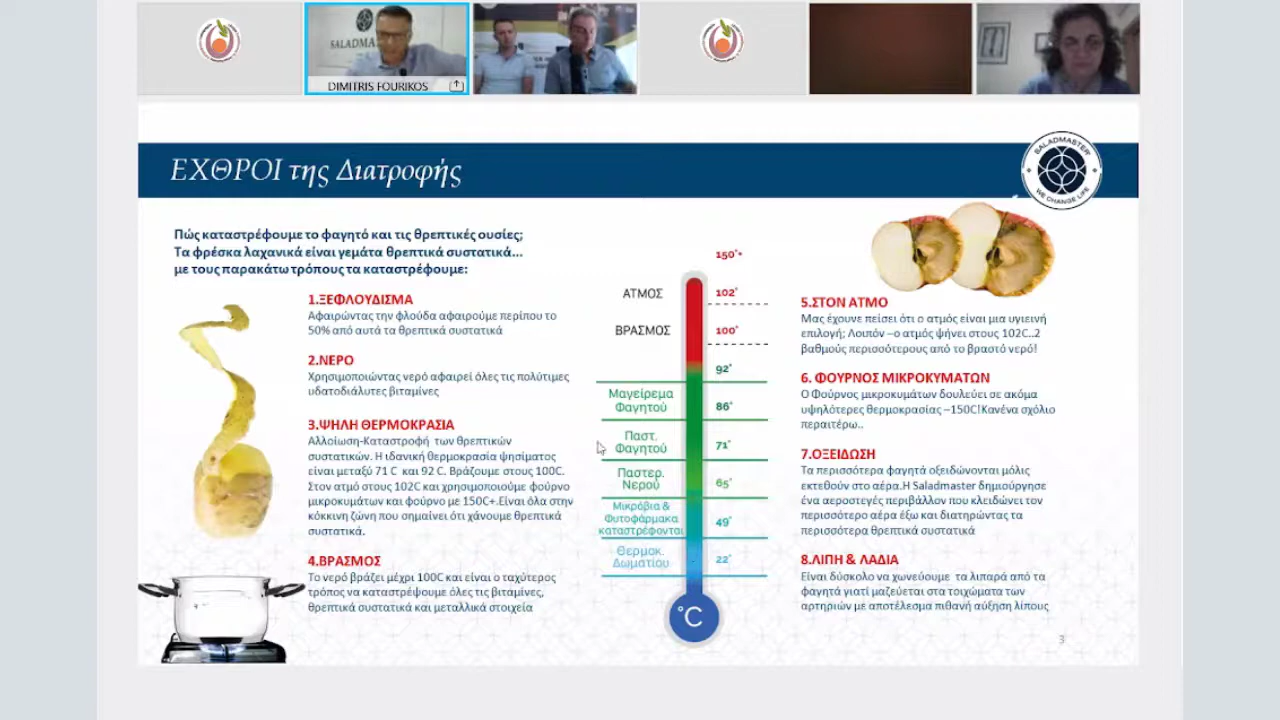 SALADMA
DIMITRIS FOURIKOS
ΕΧΘΡΟΙ της Διατροφής
SALADMASTER
WE CHANGE LIFE
Πώς καταστρέφουμε το φαγητό και τις θρεπτικές ουσίες;
Τα φρέσκα λαχανικά είναι γεμάτα θρεπτικά συστατικά...
με τους παρακάτω τρόπους τα καταστρέφουμε:
1.ΞΕΦΛΟΥΔΙΣΜΑ
Αφαιρώντας την φλούδα αφαιρούμε περίπου το
50% από αυτά τα θρεπτικά συστατικά
2.ΝΕΡΟ
Χρησιμοποιώντας νερό αφαιρεί όλες τις πολύτιμες
υδατοδιάλυτες βιταμίνες
3.ΨΗΛΗ ΘΕΡΜΟΚΡΑΣΙΑ
Αλλοίωση-Καταστροφή των θρεπτικών
συστατικών. Η ιδανική θερμοκρασία ψησίματος
είναι μεταξύ 71 C και 92 C. Βράζουμε στους 100C.
Στον ατμό στους 102C και χρησιμοποιούμε φούρνο
μικροκυμάτων και φούρνο με 150C+.Είναι όλα στην
κόκκινη ζώνη που σημαίνει ότι χάνουμε θρεπτικά
συστατικά.
4.ΒΡΑΣΜΟΣ
Το νερό βράζει μέχρι 100C και είναι ο ταχύτερος
τρόπος να καταστρέψουμε όλες τις βιταμίνες,
θρεπτικά συστατικά και μεταλλικά στοιχεία
150°+
ΑΤΜΟΣ
102°
ΒΡΑΣΜΟΣ
100°
92°
Μαγείρεμα
Φαγητού
86°
Παστ.
Φαγητού
71°
Παστερ.
Νερού
65°
Μικρόβια &
Φυτοφάρμακα
καταστρέφονται
49°
Θερμοκ.
Δωματίου
22°
°C
5.ΣΤΟΝ ΑΤΜΟ
Μας έχουνε πείσει ότι ο ατμός είναι μια υγιεινή
επιλογή; Λοιπόν –ο ατμός ψήνει στους 102C..2
βαθμούς περισσότερους από το βραστό νερό!
6. ΦΟΥΡΝΟΣ ΜΙΚΡΟΚΥΜΑΤΩΝ
Ο Φούρνος μικροκυμάτων δουλεύει σε ακόμα
υψηλότερες θερμοκρασίες –150C!Κανένα σχόλιο
περαιτέρω..
7.ΟΞΕΙΔΩΣΗ
Τα περισσότερα φαγητά οξειδώνονται μόλις
εκτεθούν στο αέρα.Η Saladmaster δημιούργησε
ένα αεροστεγές περιβάλλον που κλειδώνει τον
περισσότερο αέρα έξω και διατηρώντας τα
περισσότερα θρεπτικά συστατικά
8.ΛΙΠΗ & ΛΑΔΙΑ
Είναι δύσκολο να χωνεύσουμε τα λιπαρά από τα
φαγητά γιατί μαζεύεται στα τοιχώματα των
αρτηριών με αποτέλεσμα πιθανή αύξηση λίπους
3